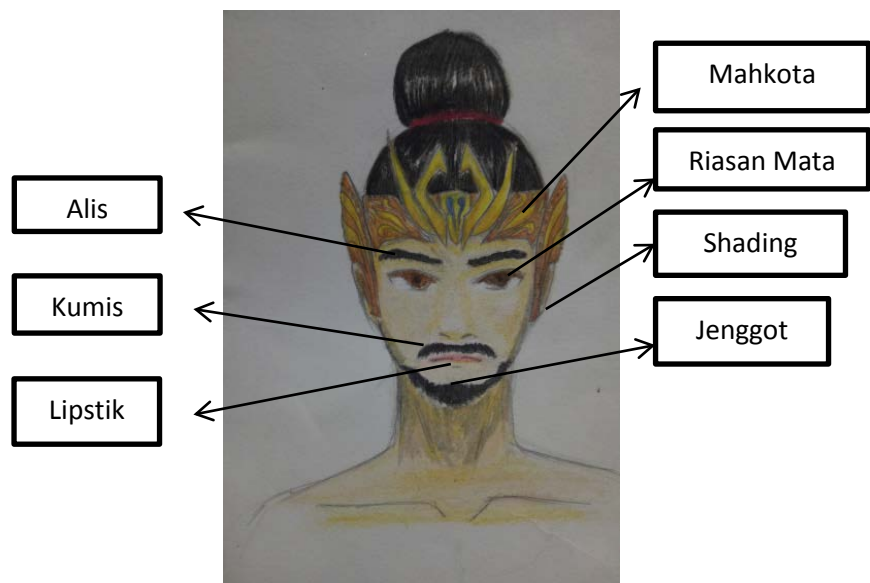 Mahkota
Riasan Mata
Alis
Shading
Kumis
Jenggot
Lipstik